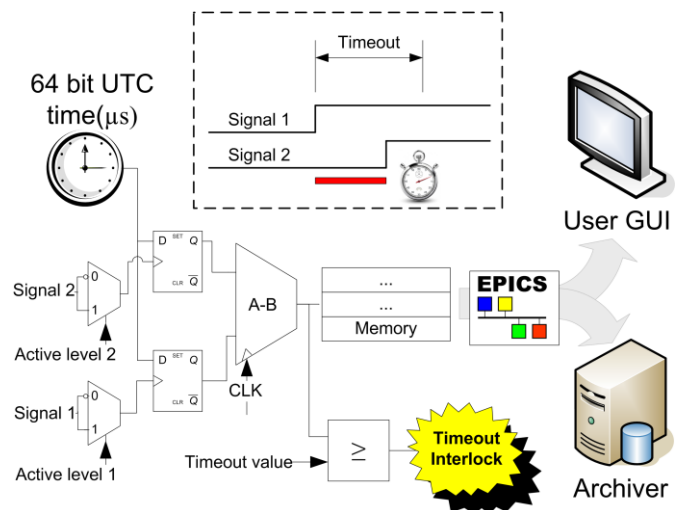 Timeout
64 bit UTC
time(µs)
Signal 1
Signal 2
User GUI
D SET Q
CLR Q̅
0
Signal 2
1
A-B
...
...
Memory
EPICS
Active level 2
D SET Q
CLR Q̅
CLK
0
Signal 1
1
Timeout value
≥
Timeout
Interlock
Active level 1
Archiver